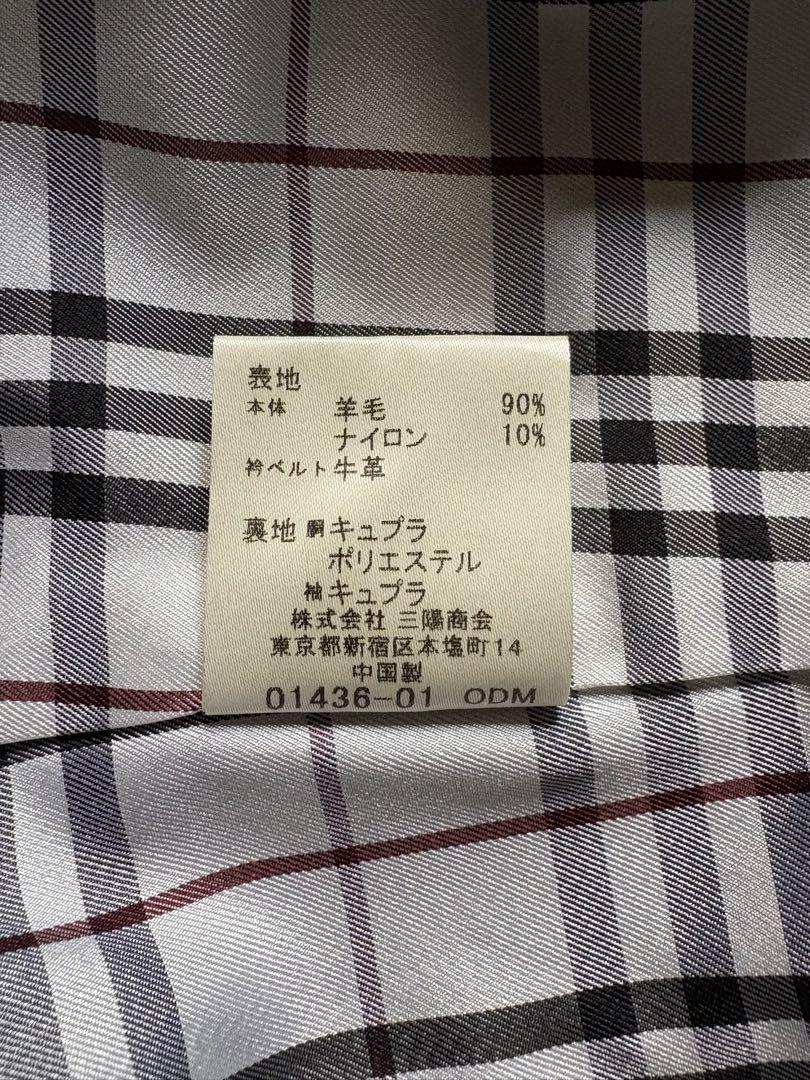 表地
本体 羊毛 90%
ナイロン 10%
衿ベルト 牛革
裏地 胴 キュプラ
ポリエステル
袖 キュプラ
株式会社 三陽商会
東京都新宿区本塩町14
中国製
01436-01 ODM